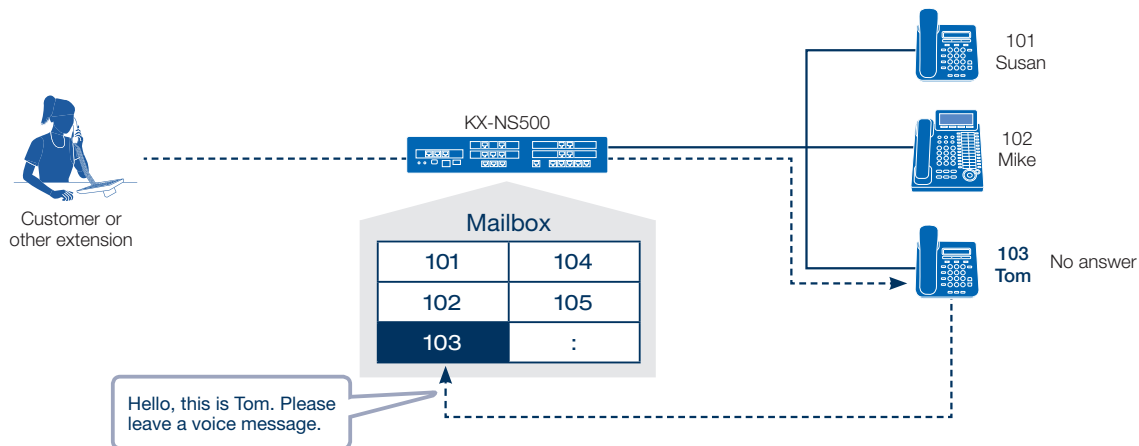 101
Susan
KX-NS500
102
Mike
Customer or
other extension
Mailbox
101 104
102 105
103 :
103
Tom
No answer
Hello, this is Tom. Please
leave a voice message.